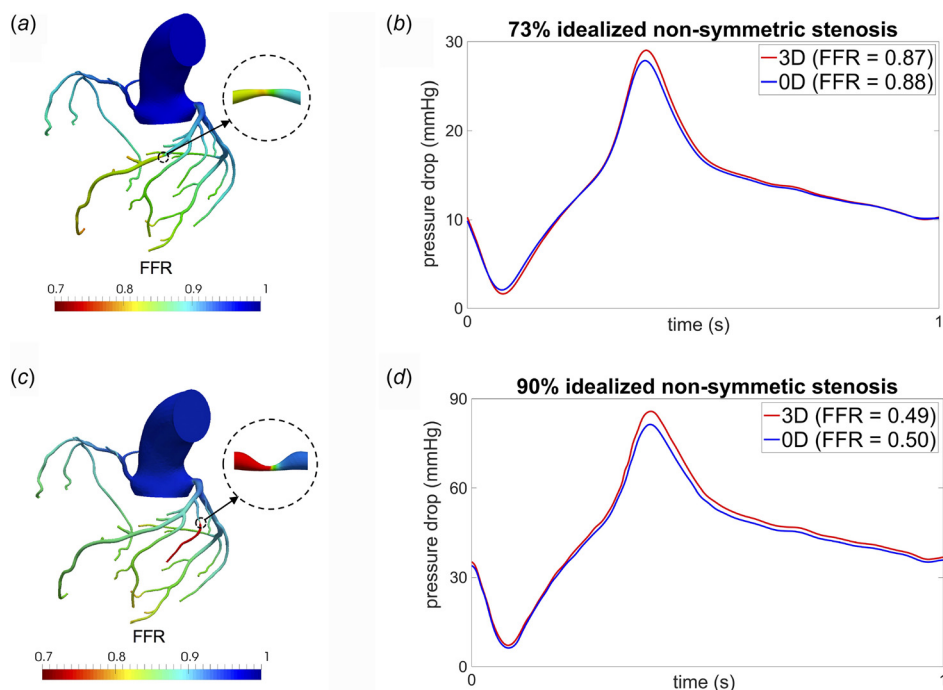 (a)
FFR
0.7 0.8 0.9 1
(b)
73% idealized non-symmetric stenosis
3D (FFR = 0.87)
0D (FFR = 0.88)
pressure drop (mmHg)
30
20
10
0
0 1
time (s)
(c)
FFR
0.7 0.8 0.9 1
(d)
90% idealized non-symmetic stenosis
3D (FFR = 0.49)
0D (FFR = 0.50)
pressure drop (mmHg)
90
60
30
0
0 1
time (s)